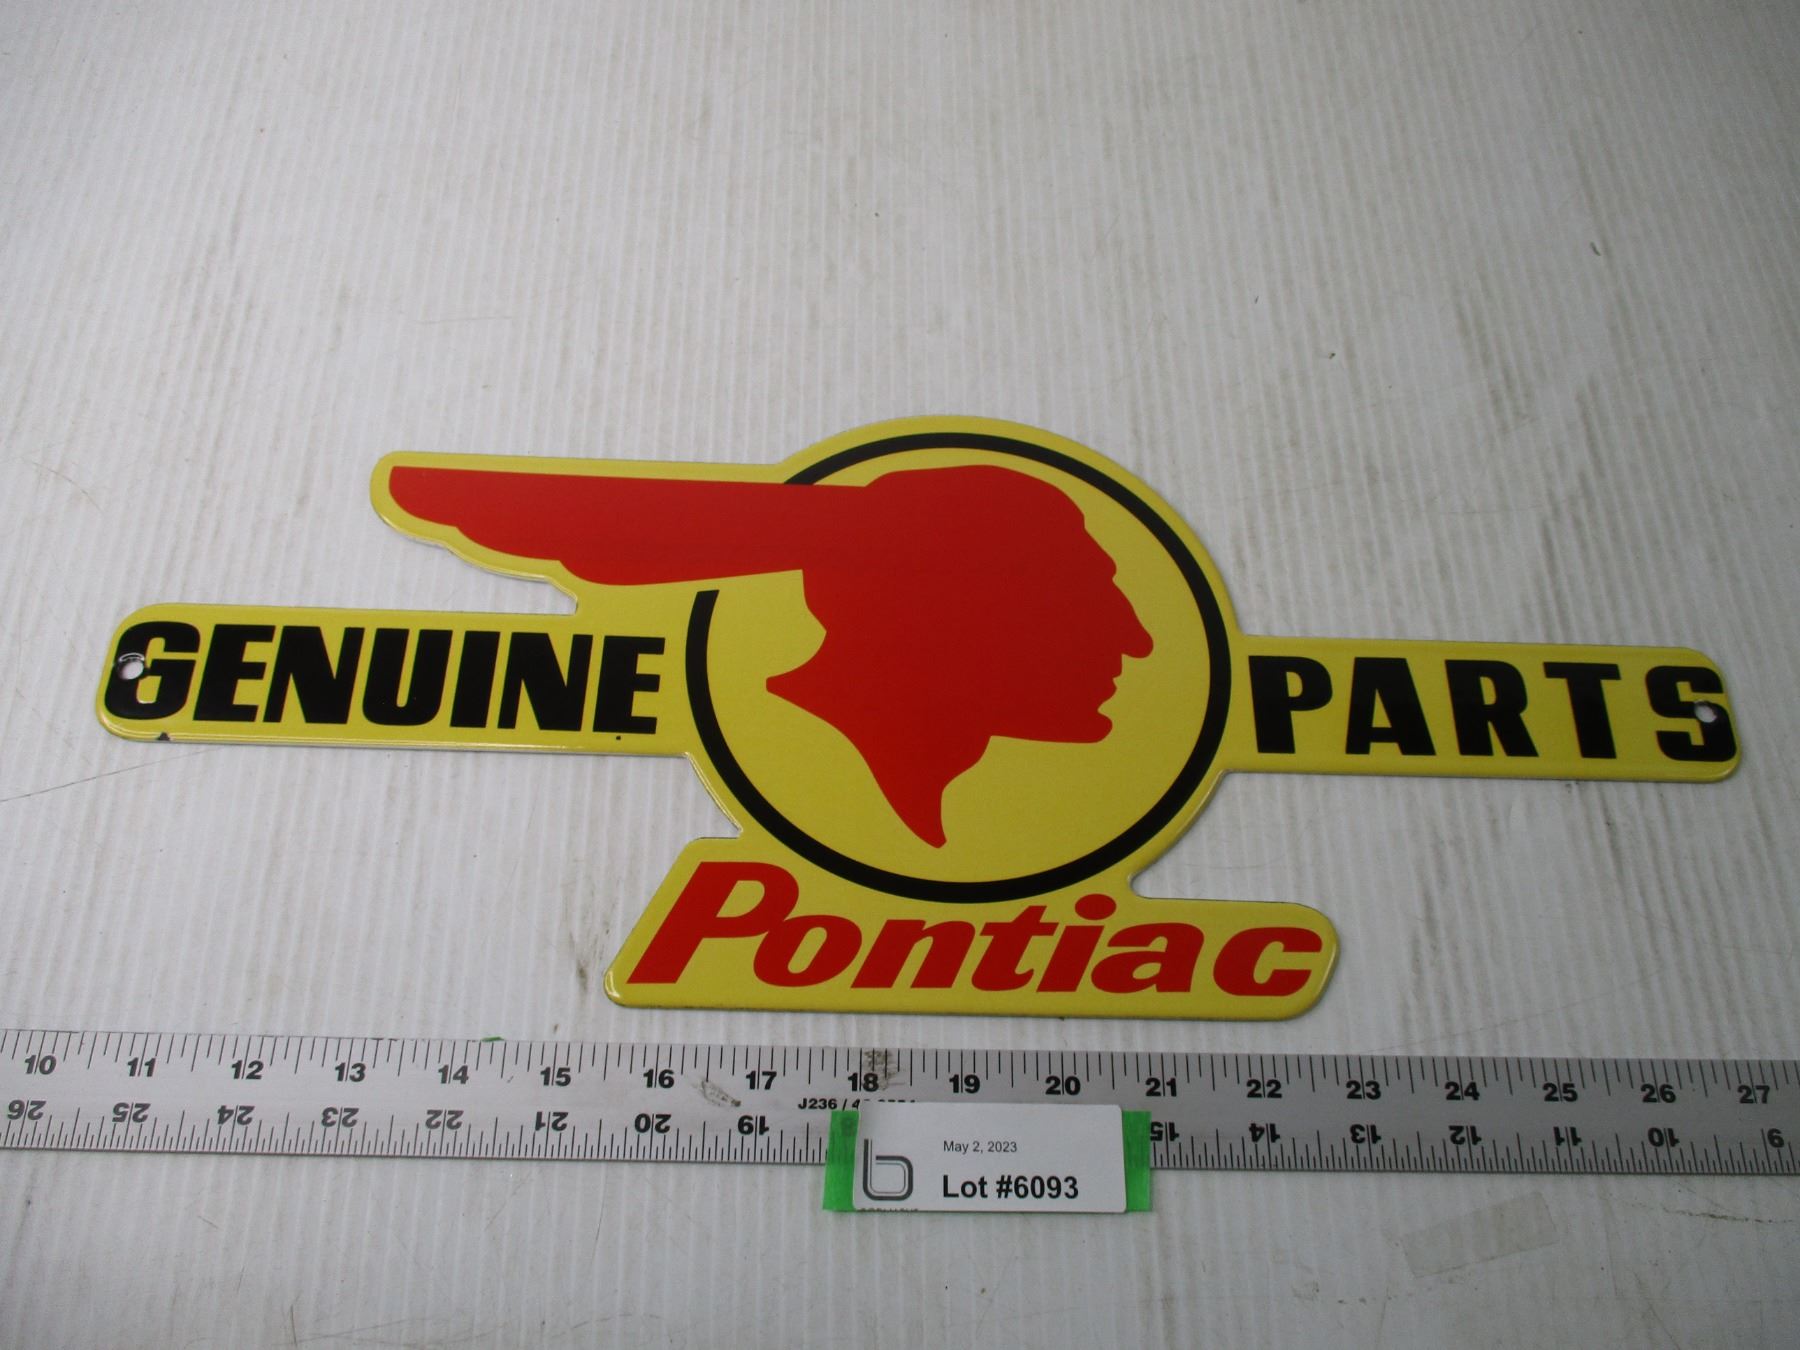 GENUINE PARTS
Pontiac
10 11 12 13 14 15 16 17 18 19 20 21 22 23 24 25 26 27
J236 /
26 25 24 23 22 21 20 19 15 14 13 12 11 10 9
May 2, 2023
Lot #6093